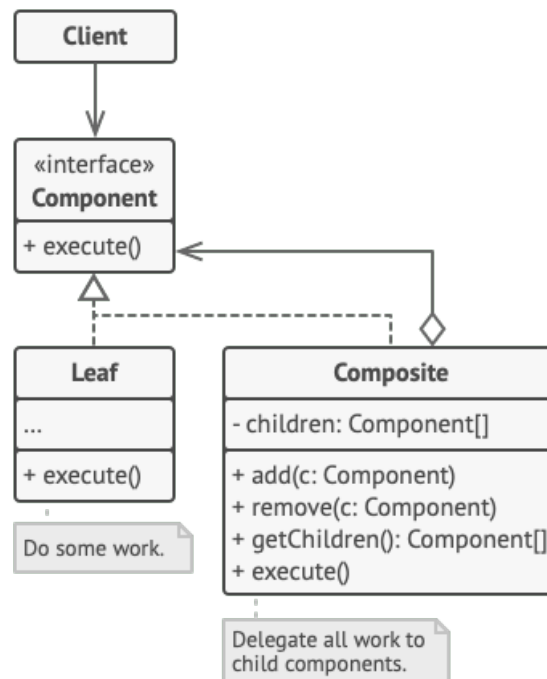 Client
«interface»
Component
+ execute()
Leaf
...
+ execute()
Do some work.
Composite
- children: Component[]
+ add(c: Component)
+ remove(c: Component)
+ getChildren(): Component[]
+ execute()
Delegate all work to
child components.